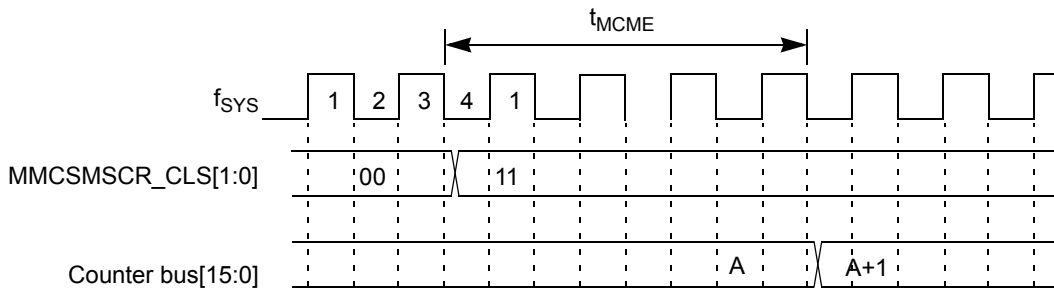 tMCME
fSYS 1 2 3 4 1
MMCSMSCR_CLS[1:0] 00 11
Counter bus[15:0] A A+1